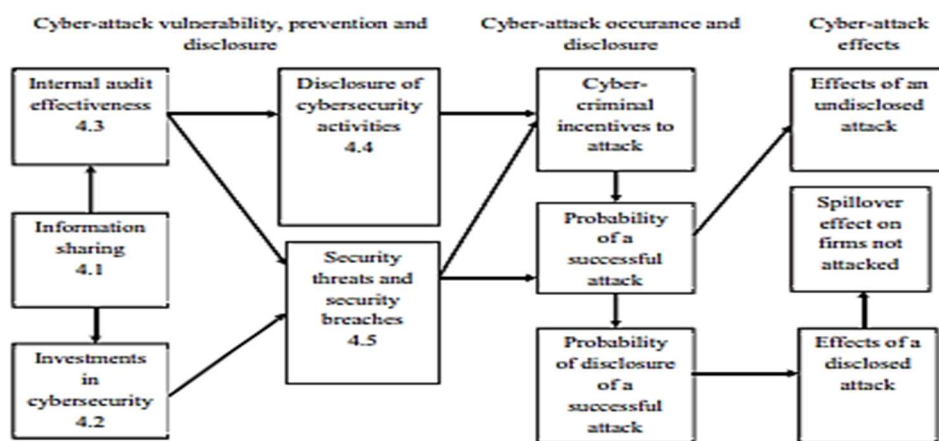 Cyber-attack vulnerability, prevention and
disclosure
Cyber-attack occurance and
disclosure
Cyber-attack
effects
Internal audit
effectiveness
4.3
Disclosure of
cybersecurity
activities
4.4
Cyber-
criminal
incentives to
attack
Effects of an
undisclosed
attack
Information
sharing
4.1
Security
threats and
security
breaches
4.5
Probability
of a
successful
attack
Spillover
effect on
firms not
attacked
Investments
in
cybersecurity
4.2
Probability
of disclosure
of a
successful
attack
Effects of a
disclosed
attack